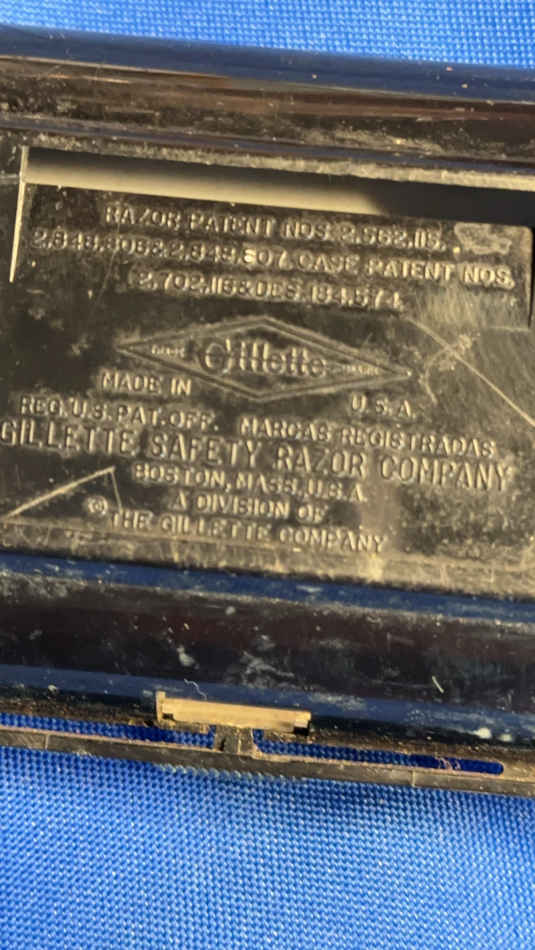 RAZOR PATENT NOS. 2,562,115,
2,848,806 & 2,849,807, CASE PATENT NOS.
2,702,116 & DES. 184,574
Gillette
MADE IN U.S.A.
REG. U.S. PAT. OFF. MARCAS REGISTRADAS
GILLETTE SAFETY RAZOR COMPANY
BOSTON, MASS., U.S.A.
A DIVISION OF
© THE GILLETTE COMPANY